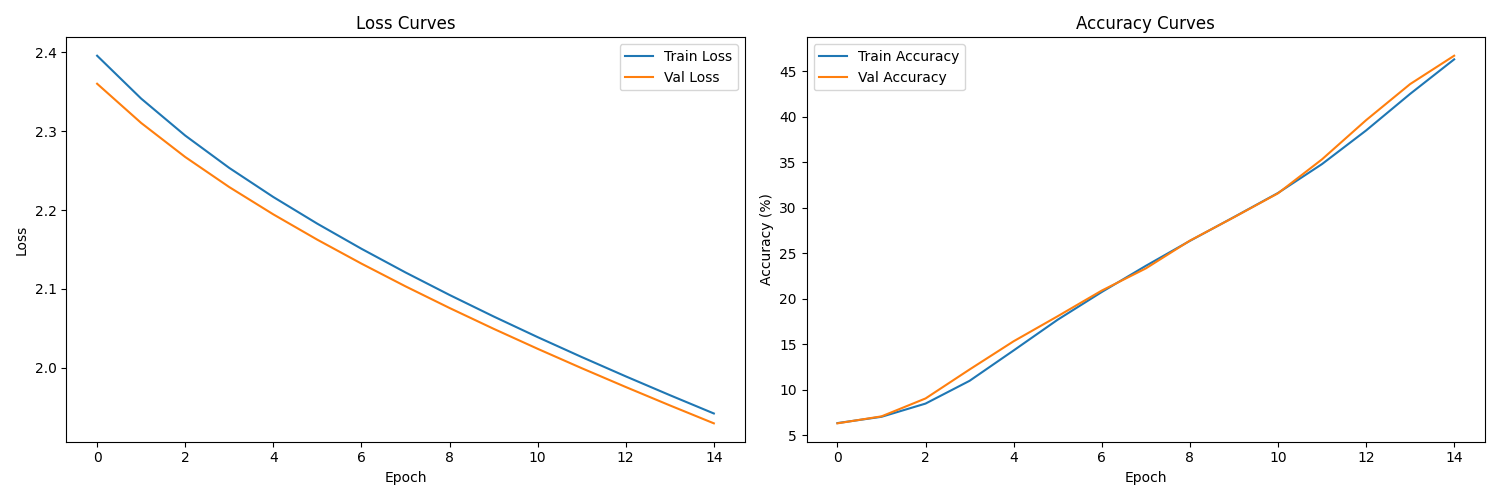 Loss Curves
Loss
2.4
2.3
2.2
2.1
2.0
Train Loss
Val Loss
0 2 4 6 8 10 12 14
Epoch
Accuracy Curves
Accuracy (%)
45
40
35
30
25
20
15
10
5
Train Accuracy
Val Accuracy
0 2 4 6 8 10 12 14
Epoch